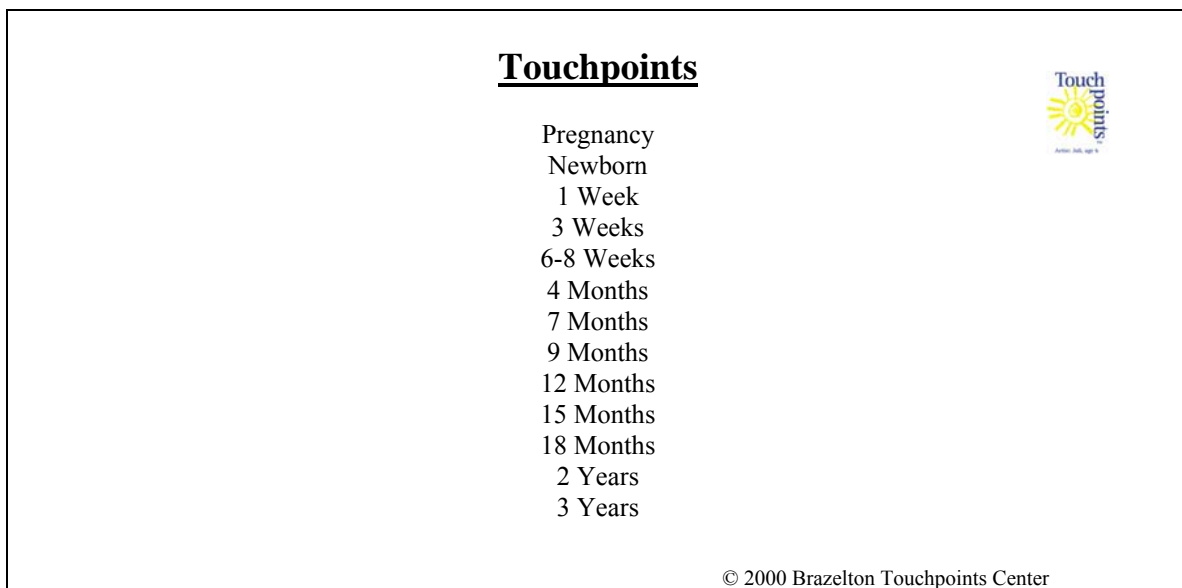 Touchpoints
Touch
points
Pregnancy
Newborn
1 Week
3 Weeks
6-8 Weeks
4 Months
7 Months
9 Months
12 Months
15 Months
18 Months
2 Years
3 Years
© 2000 Brazelton Touchpoints Center